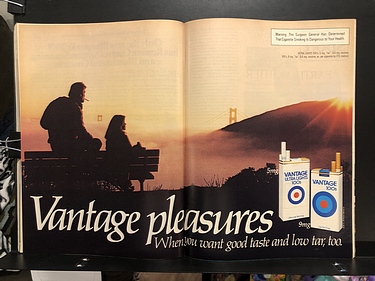 Warning: The Surgeon General Has Determined
That Cigarette Smoking Is Dangerous to Your Health.
5mg
VANTAGE
ULTRA LIGHTS
100s
VANTAGE
100s
9mg
Vantage pleasures
When you want good taste and low tar, too.